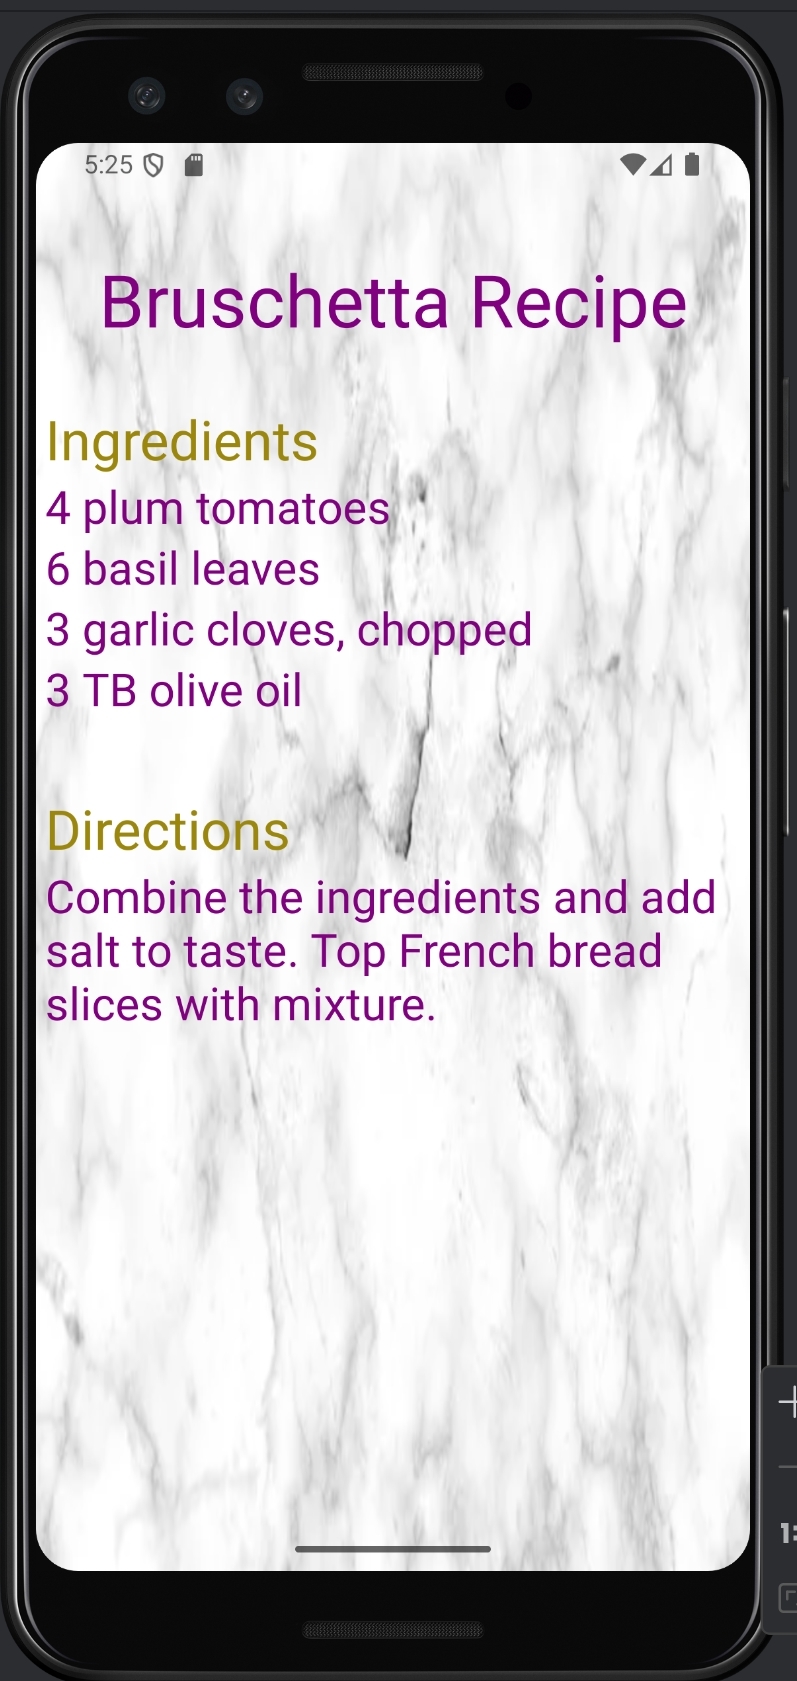 5:25
Bruschetta Recipe
Ingredients
4 plum tomatoes
6 basil leaves
3 garlic cloves, chopped
3 TB olive oil
Directions
Combine the ingredients and add
salt to taste. Top French bread
slices with mixture.